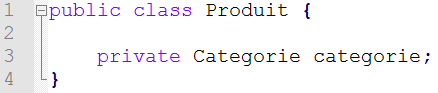 1 public class Produit {
2
3     private Categorie categorie;
4 }